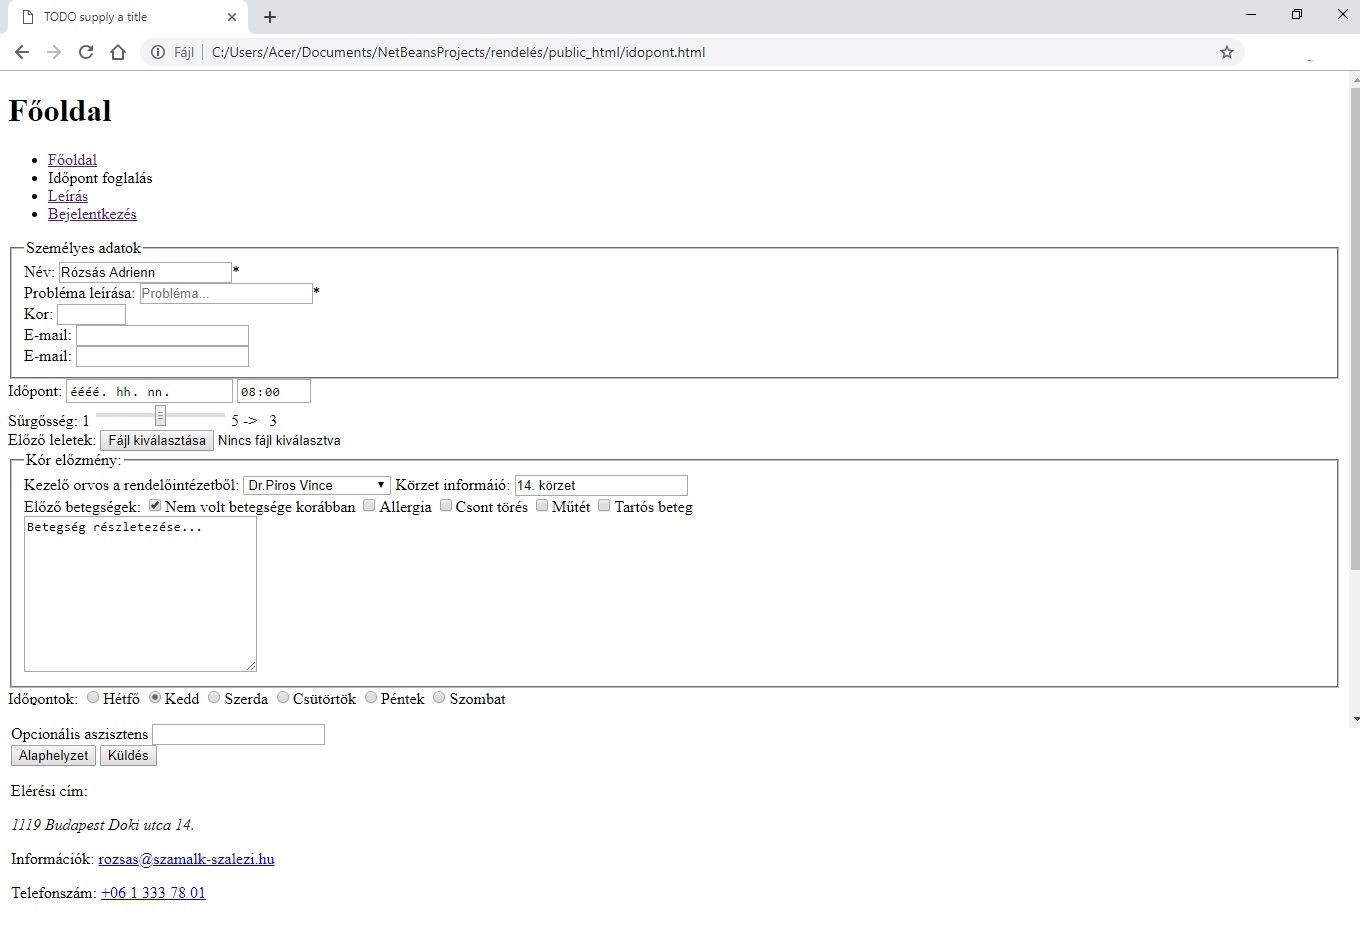 TODO supply a title
Fájl C:/Users/Acer/Documents/NetBeansProjects/rendelés/public_html/idopont.html
Főoldal
Főoldal
Időpont foglalás
Leírás
Bejelentkezés
Személyes adatok
Név: Rózsás Adrienn*
Probléma leírása: Probléma...*
Kor:
E-mail:
E-mail:
Időpont: éééé. hh. nn. 08:00
Sűrgősség: 1 5 -> 3
Előző leletek: Fájl kiválasztása Nincs fájl kiválasztva
Kór előzmény:
Kezelő orvos a rendelőintézetből: Dr.Piros Vince Körzet informáió: 14. körzet
Előző betegségek: Nem volt betegsége korábban Allergia Csont törés Műtét Tartós beteg
Betegség részletezése...
Időpontok: Hétfő Kedd Szerda Csütörtök Péntek Szombat
Opcionális aszisztens
Alaphelyzet Küldés
Elérési cím:
1119 Budapest Doki utca 14.
Információk: rozsas@szamalk-szalezi.hu
Telefonszám: +06 1 333 78 01